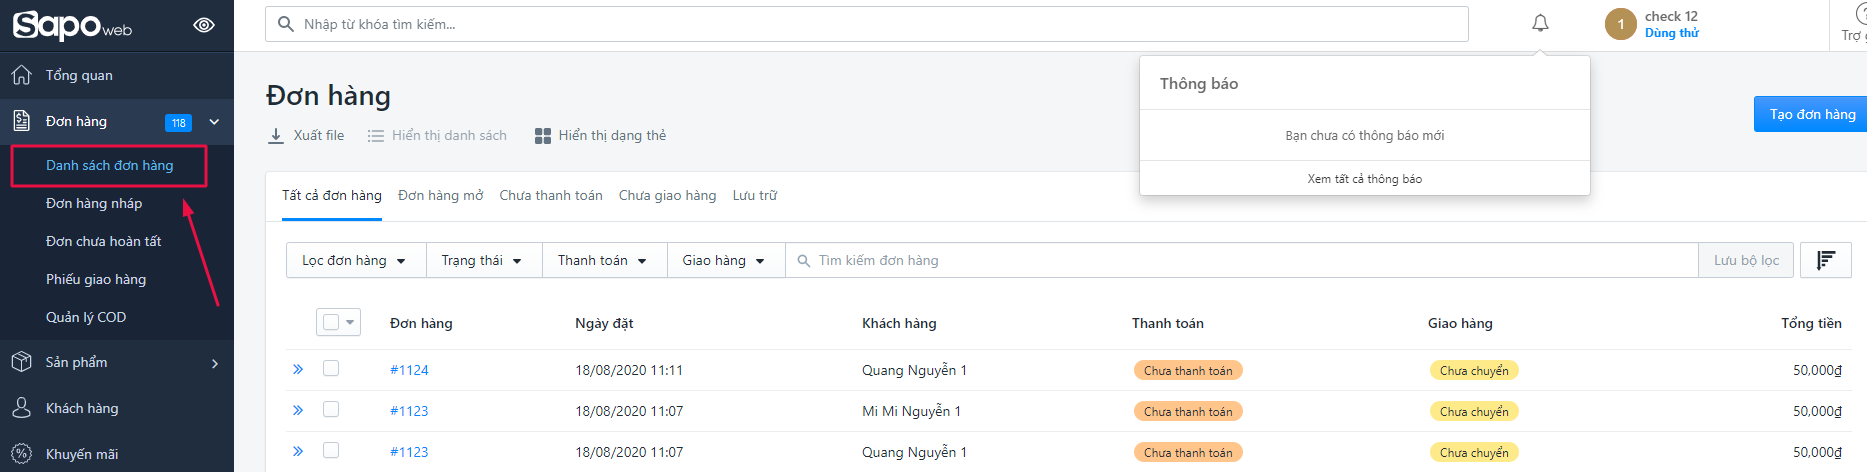 Sapo web
Nhập từ khóa tìm kiếm...
1
check 12
Dùng thử
Tổng quan
Đơn hàng 118
Danh sách đơn hàng
Đơn hàng nháp
Đơn chưa hoàn tất
Phiếu giao hàng
Quản lý COD
Sản phẩm
Khách hàng
Khuyến mãi
Thông báo
Bạn chưa có thông báo mới
Xem tất cả thông báo
Đơn hàng
Tạo đơn hàng
Xuất file Hiển thị danh sách Hiển thị dạng thẻ
Tất cả đơn hàng Đơn hàng mở Chưa thanh toán Chưa giao hàng Lưu trữ
Lọc đơn hàng Trạng thái Thanh toán Giao hàng Tìm kiếm đơn hàng Lưu bộ lọc
Đơn hàng Ngày đặt Khách hàng Thanh toán Giao hàng Tổng tiền
#1124 18/08/2020 11:11 Quang Nguyễn 1 Chưa thanh toán Chưa chuyển 50,000₫
#1123 18/08/2020 11:07 Mi Mi Nguyễn 1 Chưa thanh toán Chưa chuyển 50,000₫
#1123 18/08/2020 11:07 Quang Nguyễn 1 Chưa thanh toán Chưa chuyển 50,000₫